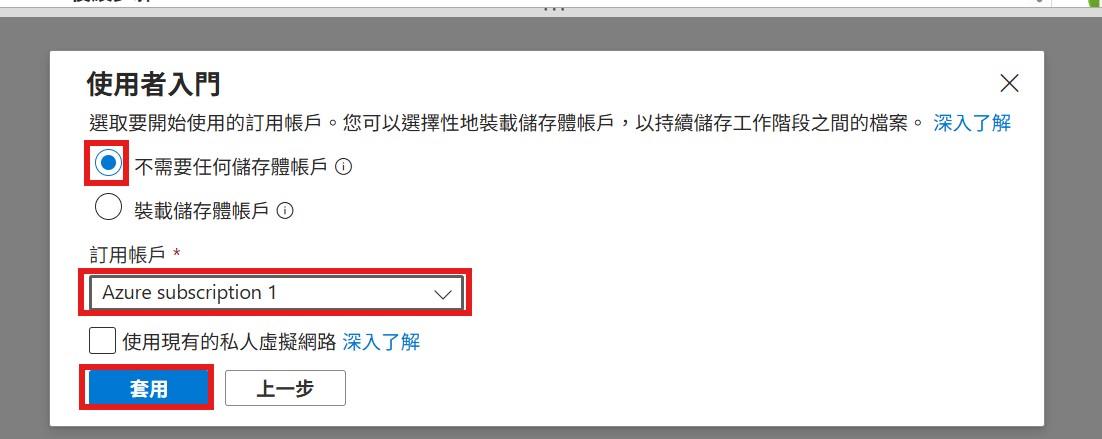 使用者入門
選取要開始使用的訂用帳戶。您可以選擇性地裝載儲存體帳戶，以持續儲存工作階段之間的檔案。 深入了解
不需要任何儲存體帳戶
裝載儲存體帳戶
訂用帳戶 *
Azure subscription 1
使用現有的私人虛擬網路 深入了解
套用
上一步